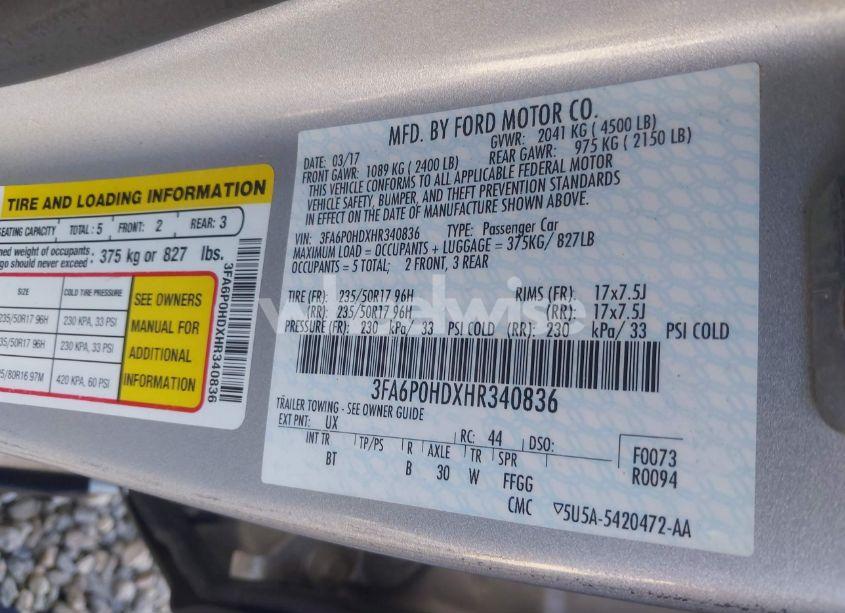 TIRE AND LOADING INFORMATION
SEATING CAPACITY TOTAL : 5 FRONT: 2 REAR: 3
weight of occupants
should never exceed 375 kg or 827 lbs.
SIZE COLD TIRE PRESSURE
235/50R17 96H 230 KPA, 33 PSI
235/50R17 96H 230 KPA, 33 PSI
5/80R16 97M 420 KPA, 60 PSI
SEE OWNERS
MANUAL FOR
ADDITIONAL
INFORMATION
3FA6P0HDXHR340836
MFD. BY FORD MOTOR CO.
DATE: 03/17 GVWR: 2041 KG ( 4500 LB)
FRONT GAWR: 1089 KG ( 2400 LB) REAR GAWR: 975 KG ( 2150 LB)
THIS VEHICLE CONFORMS TO ALL APPLICABLE FEDERAL MOTOR
VEHICLE SAFETY, BUMPER, AND THEFT PREVENTION STANDARDS
IN EFFECT ON THE DATE OF MANUFACTURE SHOWN ABOVE.
VIN: 3FA6P0HDXHR340836 TYPE: Passenger Car
MAXIMUM LOAD = OCCUPANTS + LUGGAGE = 375KG/ 827LB
OCCUPANTS = 5 TOTAL; 2 FRONT, 3 REAR
TIRE (FR): 235/50R17 96H RIMS (FR): 17x7.5J
(RR): 235/50R17 96H (RR): 17x7.5J
PRESSURE (FR): 230 kPa/ 33 PSI COLD (RR): 230 kPa/ 33 PSI COLD
3FA6P0HDXHR340836
TRAILER TOWING - SEE OWNER GUIDE
EXT PNT: UX RC: 44 DSO:
INT TR TP/PS R AXLE TR SPR F0073
BT B 30 W FFGG R0094
CMC ▽5U5A-5420472-AA
wheelwise